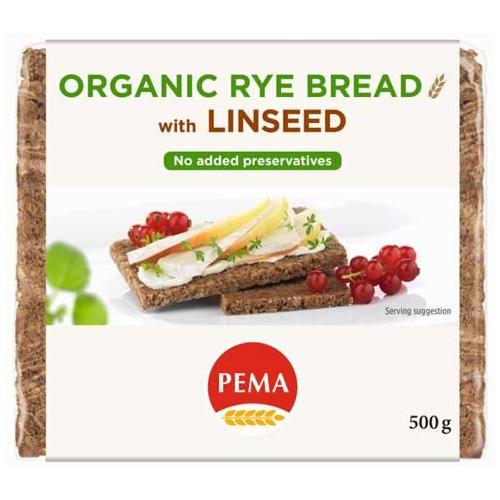 ORGANIC RYE BREAD
with LINSEED
No added preservatives
Serving suggestion
PEMA
500 g